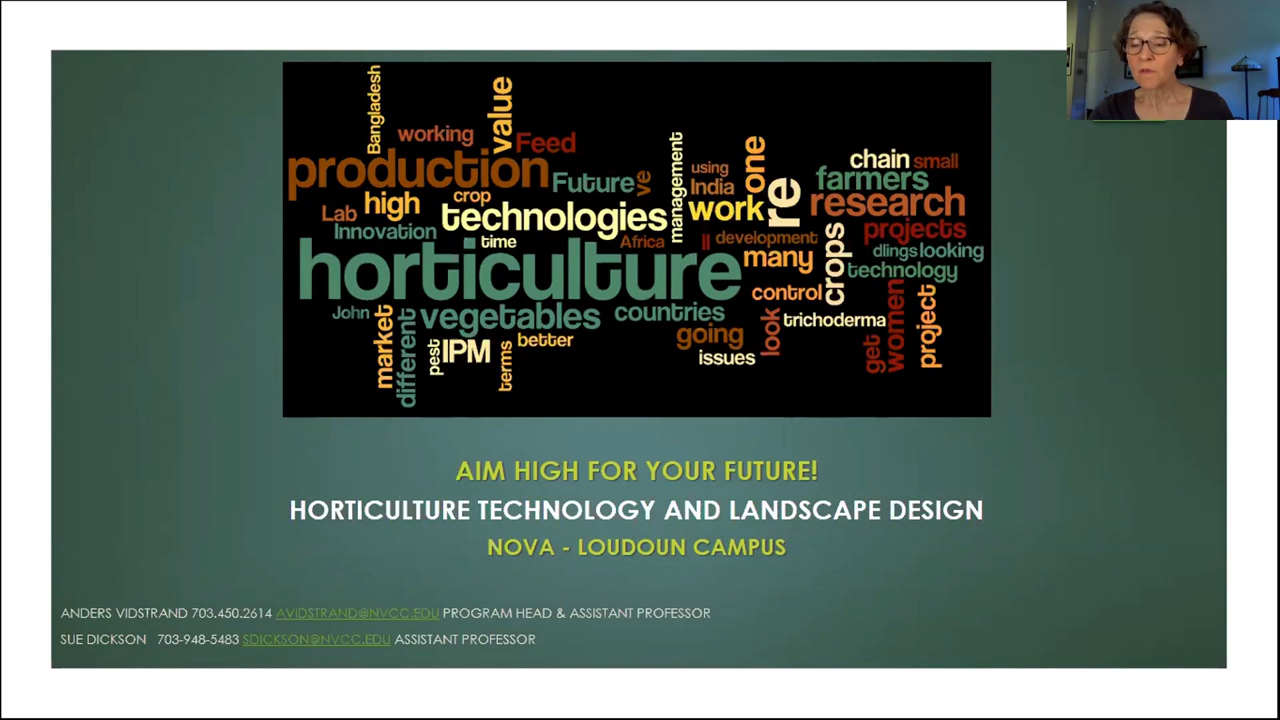 Bangladesh
value
working
Feed
production
Future
ve
management
using
India
one
chain
small
farmers
Lab
high
crop
technologies
work
re
research
Innovation
time
Africa
II
development
projects
horticulture
many
crops
dlings
looking
technology
control
John
market
different
vegetables
countries
going
look
trichoderma
get
women
project
pest
IPM
terms
better
issues
AIM HIGH FOR YOUR FUTURE!
HORTICULTURE TECHNOLOGY AND LANDSCAPE DESIGN
NOVA - LOUDOUN CAMPUS
ANDERS VIDSTRAND 703.450.2614 AVIDSTRAND@NVCC.EDU PROGRAM HEAD & ASSISTANT PROFESSOR
SUE DICKSON 703-948-5483 SDICKSON@NVCC.EDU ASSISTANT PROFESSOR